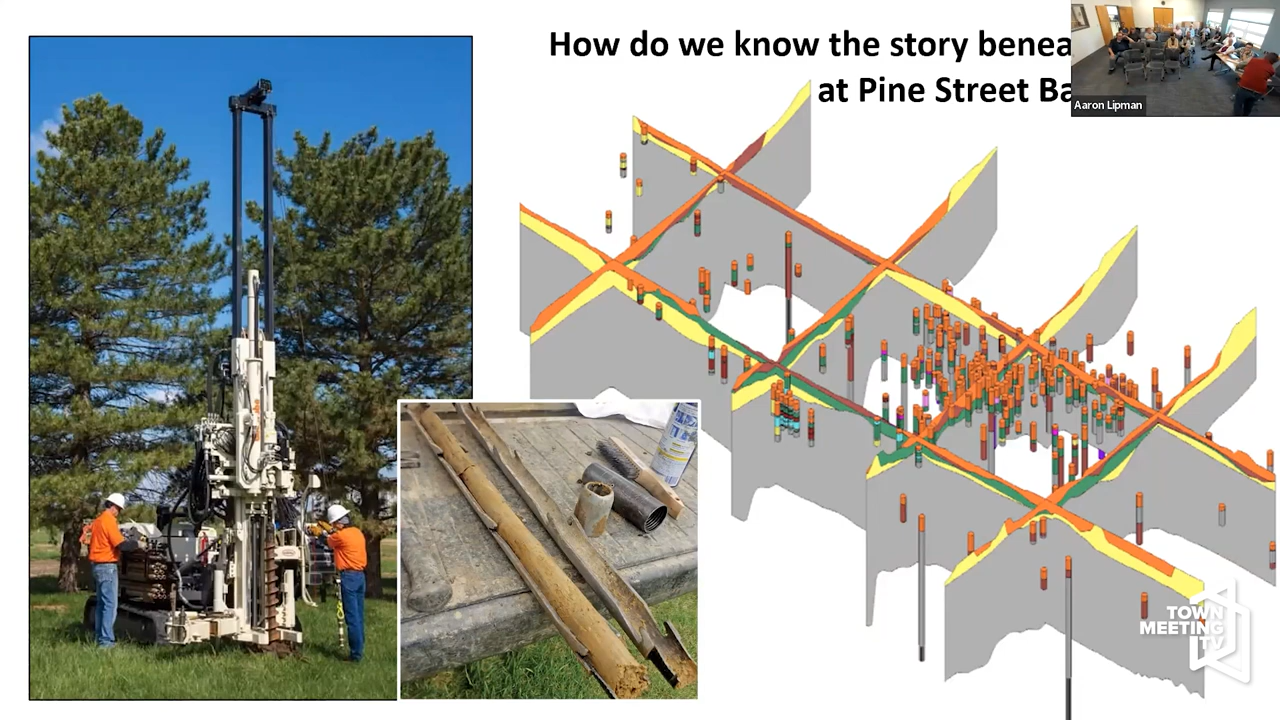 How do we know the story benea
at Pine Street Ba
Aaron Lipman
TOWN
MEETING
TV